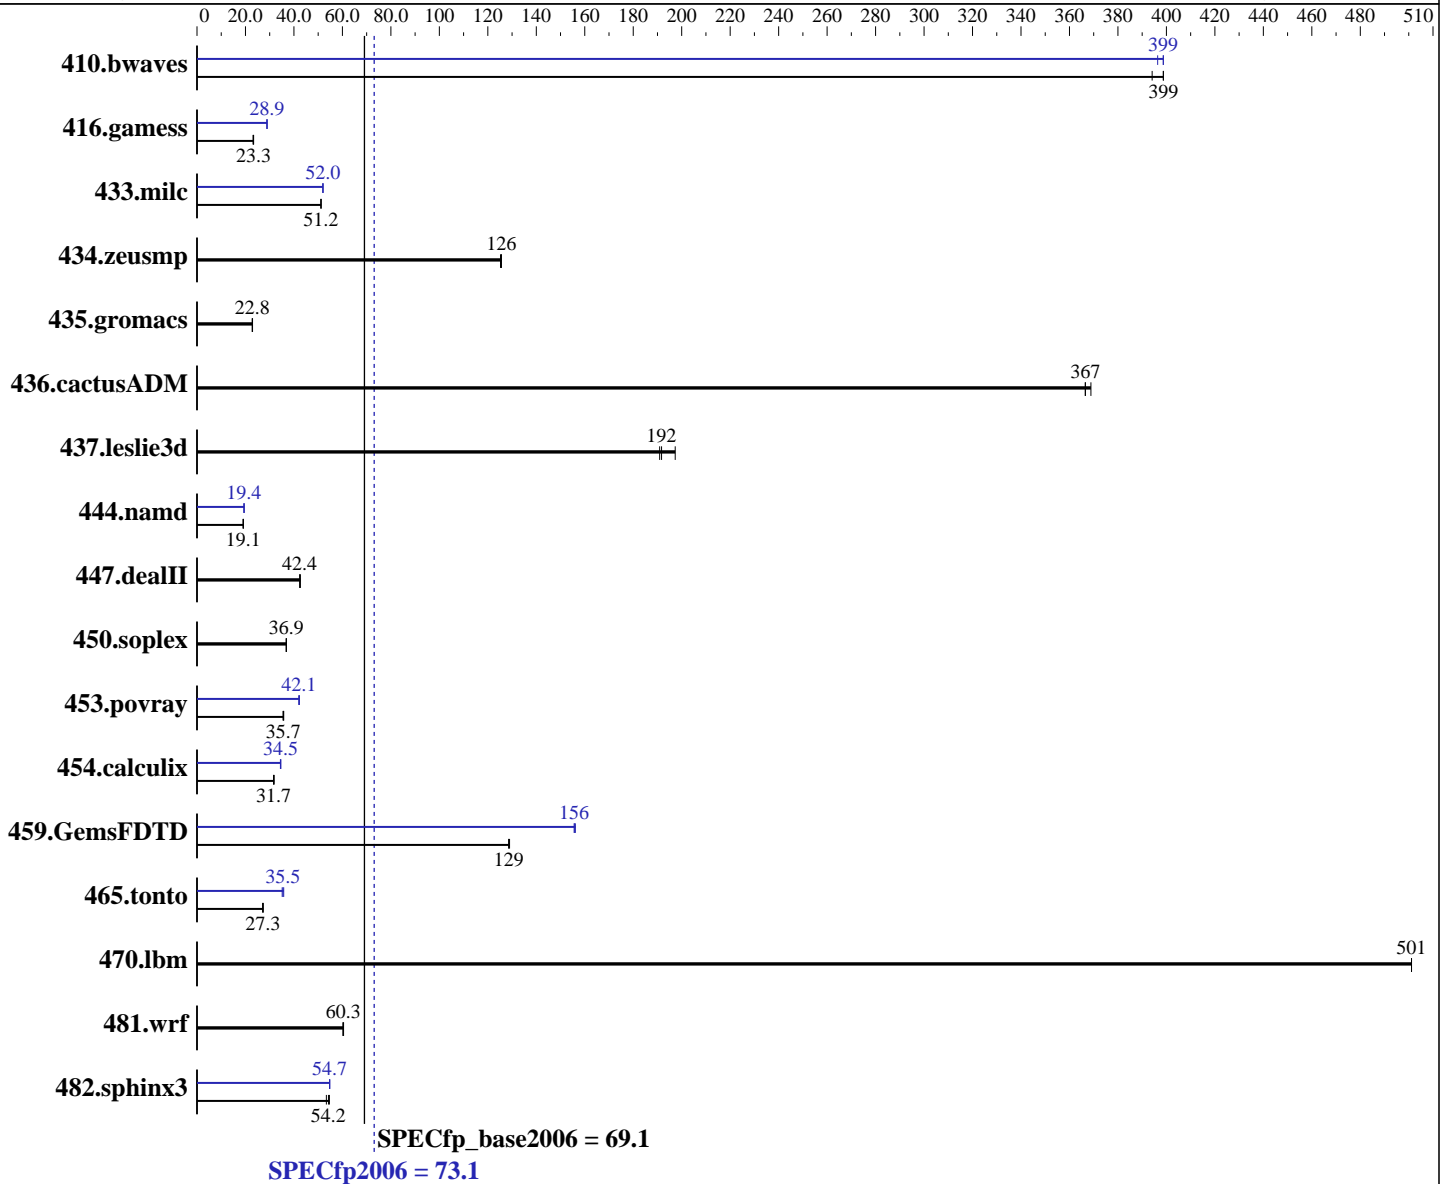 0 20.0 40.0 60.0 80.0 100 120 140 160 180 200 220 240 260 280 300 320 340 360 380 400 420 440 460 480 510
399
410.bwaves
399
28.9
416.gamess
23.3
52.0
433.milc
51.2
126
434.zeusmp
22.8
435.gromacs
367
436.cactusADM
192
437.leslie3d
19.4
444.namd
19.1
42.4
447.dealII
36.9
450.soplex
42.1
453.povray
35.7
34.5
454.calculix
31.7
156
459.GemsFDTD
129
35.5
465.tonto
27.3
501
470.lbm
60.3
481.wrf
54.7
482.sphinx3
54.2
SPECfp_base2006 = 69.1
SPECfp2006 = 73.1